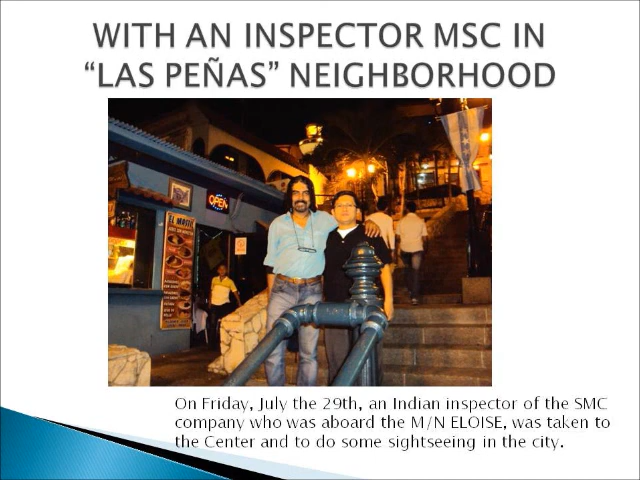 WITH AN INSPECTOR MSC IN
“LAS PEÑAS” NEIGHBORHOOD
OPEN
On Friday, July the 29th, an Indian inspector of the SMC
company who was aboard the M/N ELOISE, was taken to
the Center and to do some sightseeing in the city.